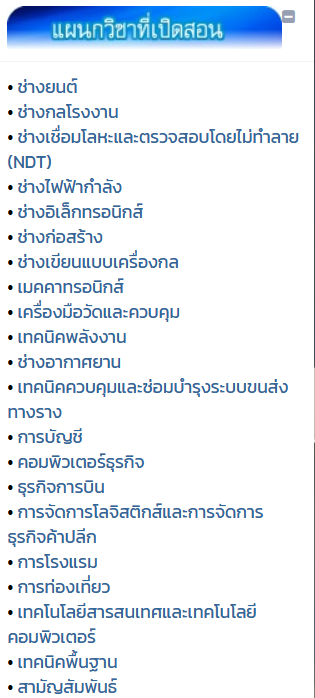 แผนกวิชาที่เปิดสอน
• ช่างยนต์
• ช่างกลโรงงาน
• ช่างเชื่อมโลหะและตรวจสอบโดยไม่ทำลาย
(NDT)
• ช่างไฟฟ้ากำลัง
• ช่างอิเล็กทรอนิกส์
• ช่างก่อสร้าง
• ช่างเขียนแบบเครื่องกล
• เมคคาทรอนิกส์
• เครื่องมือวัดและควบคุม
• เทคนิคพลังงาน
• ช่างอากาศยาน
• เทคนิคควบคุมและซ่อมบำรุงระบบขนส่ง
ทางราง
• การบัญชี
• คอมพิวเตอร์ธุรกิจ
• ธุรกิจการบิน
• การจัดการโลจิสติกส์และการจัดการ
ธุรกิจค้าปลีก
• การโรงแรม
• การท่องเที่ยว
• เทคโนโลยีสารสนเทศและเทคโนโลยี
คอมพิวเตอร์
• เทคนิคพื้นฐาน
• สามัญสัมพันธ์